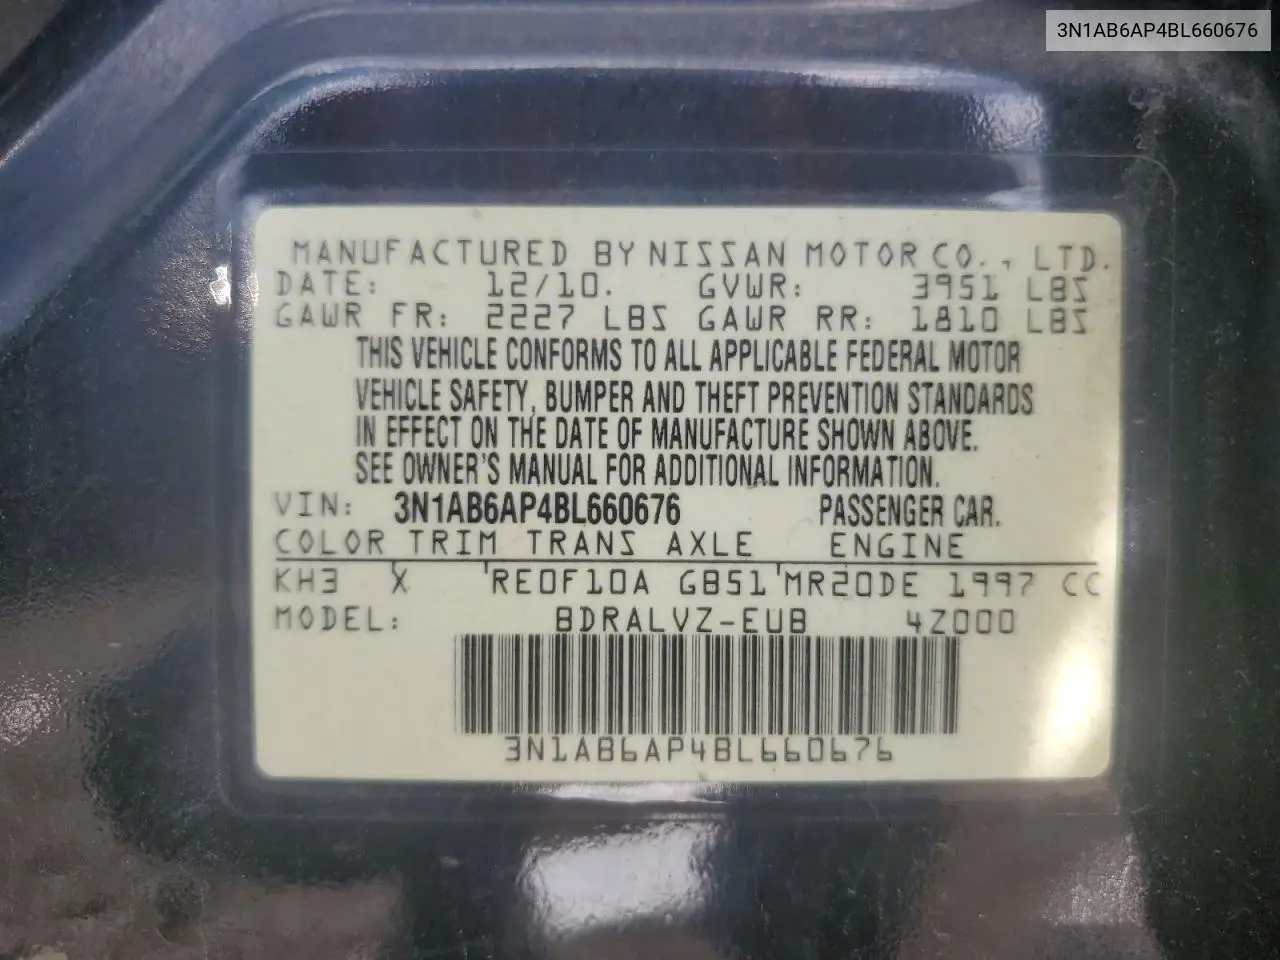 3N1AB6AP4BL660676
MANUFACTURED BY NISSAN MOTOR CO., LTD.
DATE: 12/10. GVWR: 3951 LBS
GAWR FR: 2227 LBS GAWR RR: 1810 LBS
THIS VEHICLE CONFORMS TO ALL APPLICABLE FEDERAL MOTOR
VEHICLE SAFETY, BUMPER AND THEFT PREVENTION STANDARDS
IN EFFECT ON THE DATE OF MANUFACTURE SHOWN ABOVE.
SEE OWNER'S MANUAL FOR ADDITIONAL INFORMATION.
VIN: 3N1AB6AP4BL660676 PASSENGER CAR.
COLOR TRIM TRANS AXLE ENGINE
KH3 X RE0F10A GB51 MR20DE 1997 CC
MODEL: BDRALVZ-EUB 4Z000
3N1AB6AP4BL660676